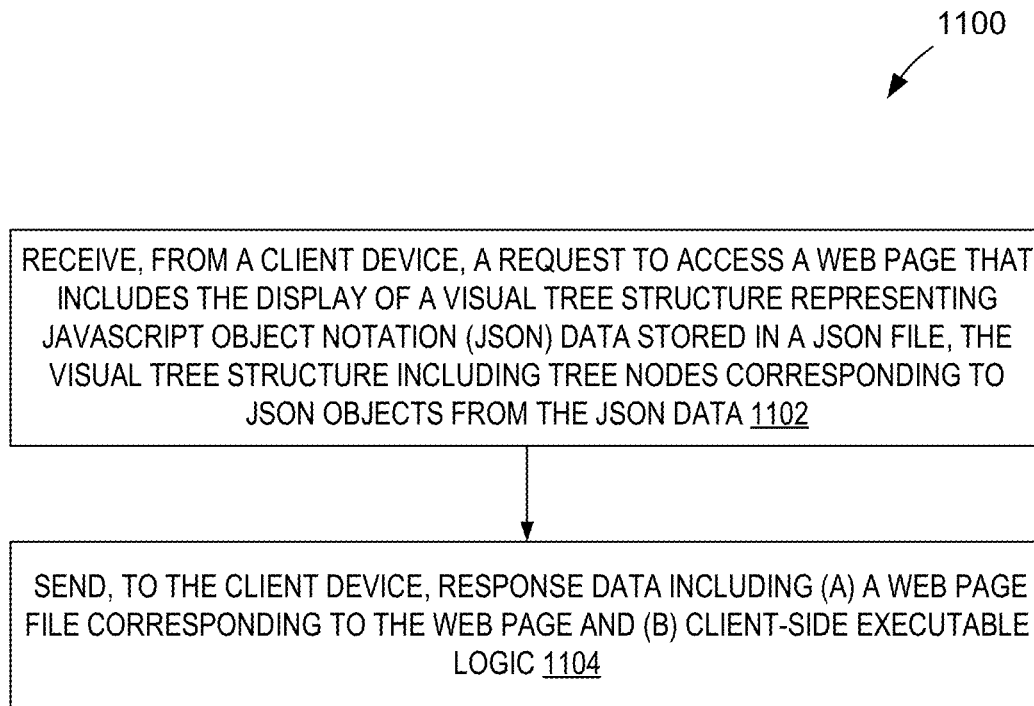 1100
RECEIVE, FROM A CLIENT DEVICE, A REQUEST TO ACCESS A WEB PAGE THAT
INCLUDES THE DISPLAY OF A VISUAL TREE STRUCTURE REPRESENTING
JAVASCRIPT OBJECT NOTATION (JSON) DATA STORED IN A JSON FILE, THE
VISUAL TREE STRUCTURE INCLUDING TREE NODES CORRESPONDING TO
JSON OBJECTS FROM THE JSON DATA 1102
SEND, TO THE CLIENT DEVICE, RESPONSE DATA INCLUDING (A) A WEB PAGE
FILE CORRESPONDING TO THE WEB PAGE AND (B) CLIENT-SIDE EXECUTABLE
LOGIC 1104